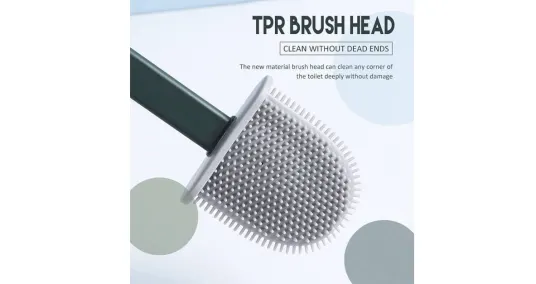 TPR BRUSH HEAD
CLEAN WITHOUT DEAD ENDS
The new material brush head can clean any corner of
the toilet deeply without damage